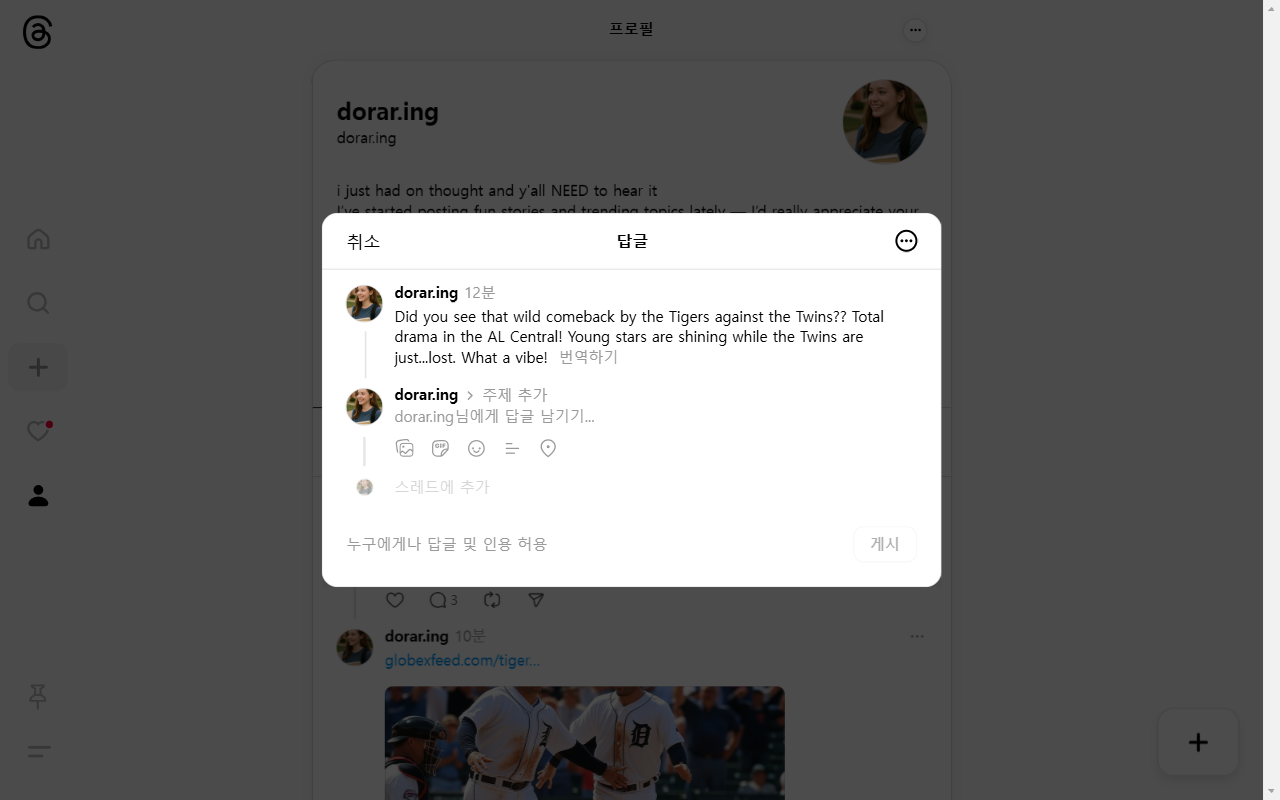 프로필
dorar.ing
dorar.ing
i just had on thought and y'all NEED to hear it
I've started posting fun stories and trending topics lately — I'd really appreciate your
취소
답글
dorar.ing 12분
Did you see that wild comeback by the Tigers against the Twins?? Total
drama in the AL Central! Young stars are shining while the Twins are
just...lost. What a vibe! 번역하기
dorar.ing > 주제 추가
dorar.ing님에게 답글 남기기...
GIF
스레드에 추가
누구에게나 답글 및 인용 허용
게시
3
dorar.ing 10분
globexfeed.com/tiger...
D